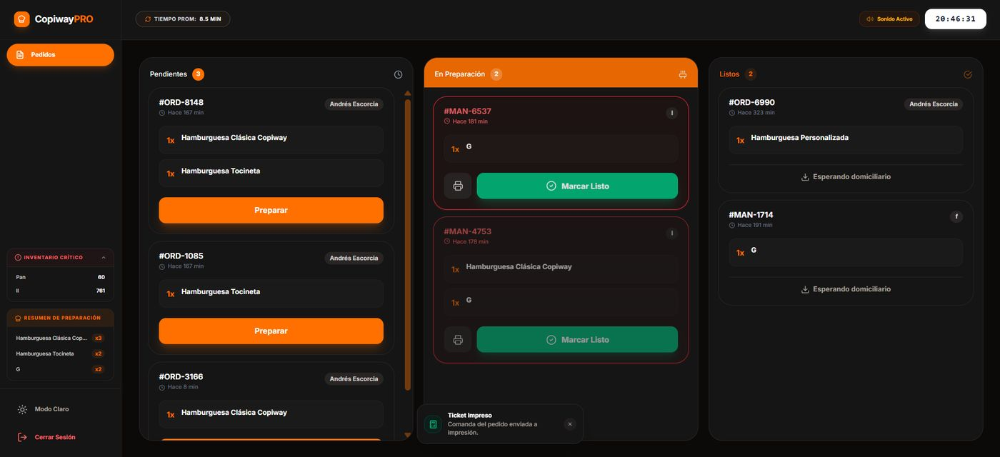 CopiwayPRO
TIEMPO PROM: 8.5 MIN
Sonido Activo
20:46:31
Pedidos
INVENTARIO CRÍTICO
Pan 60
ll 761
RESUMEN DE PREPARACIÓN
Hamburguesa Clásica Cop... x3
Hamburguesa Tocineta x2
G x2
Modo Claro
Cerrar Sesión
Pendientes 3
#ORD-8148
Andrés Escorcia
Hace 167 min
1x Hamburguesa Clásica Copiway
1x Hamburguesa Tocineta
Preparar
#ORD-1085
Andrés Escorcia
Hace 167 min
1x Hamburguesa Tocineta
Preparar
#ORD-3166
Andrés Escorcia
Hace 8 min
1x Hamburguesa Clásica Copiway
En Preparación 2
#MAN-6537
l
Hace 181 min
1x G
Marcar Listo
#MAN-4753
l
Hace 178 min
1x Hamburguesa Clásica Copiway
1x G
Marcar Listo
Ticket Impreso
Comanda del pedido enviada a
impresión.
Listos 2
#ORD-6990
Andrés Escorcia
Hace 323 min
1x Hamburguesa Personalizada
Esperando domiciliario
#MAN-1714
f
Hace 191 min
1x G
Esperando domiciliario